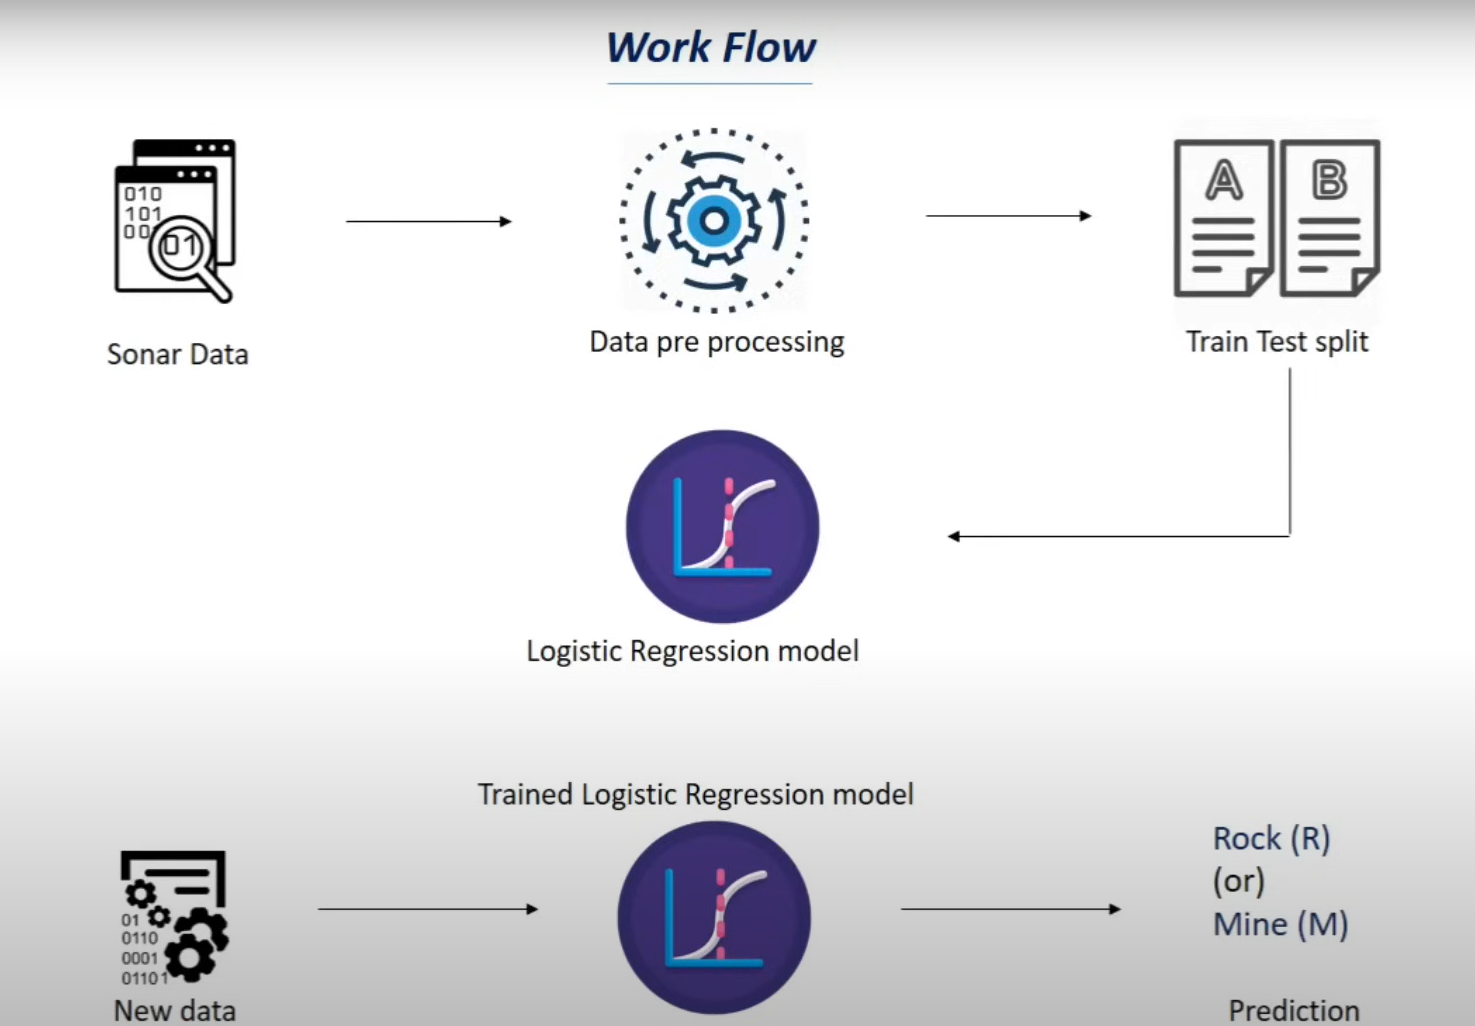 Work Flow
010
101
00
01
A
B
Sonar Data
Data pre processing
Train Test split
Logistic Regression model
Trained Logistic Regression model
Rock (R)
(or)
Mine (M)
01
0110
0001
01101
New data
Prediction